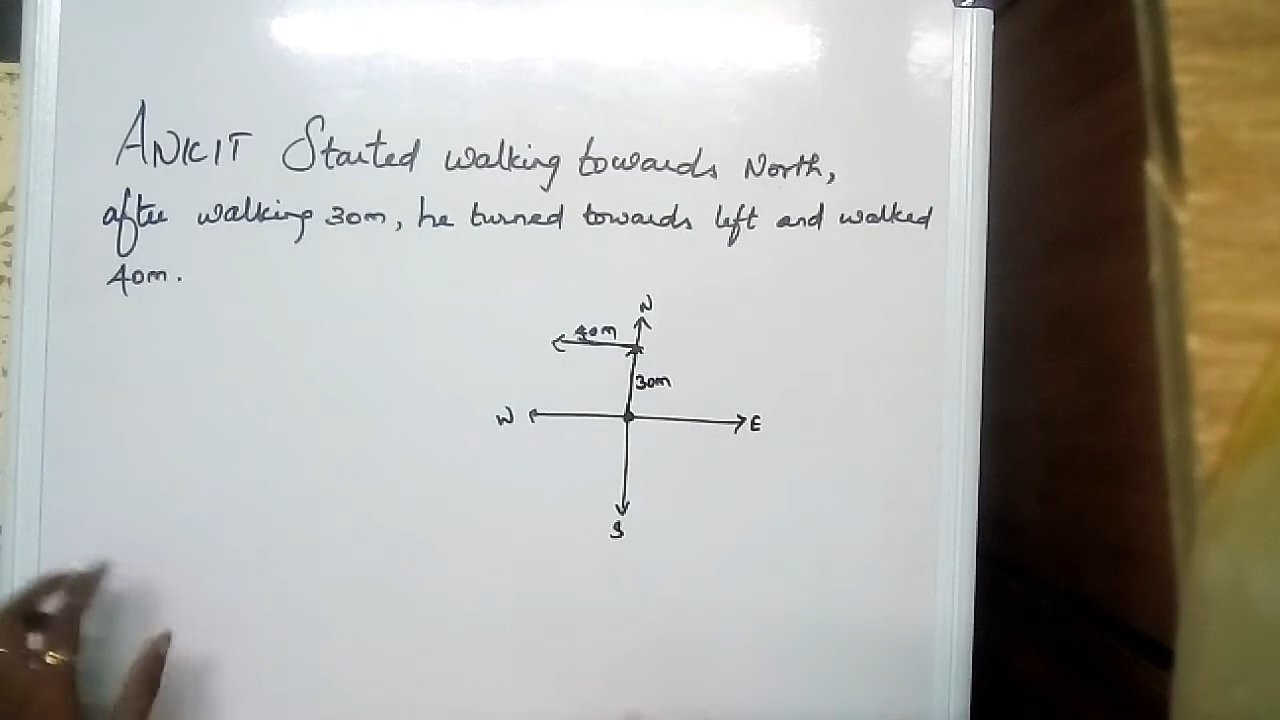 ANKIT Started walking towards North,
after walking 30m, he turned towards left and walked
40m.
N
40m
30m
W
E
S